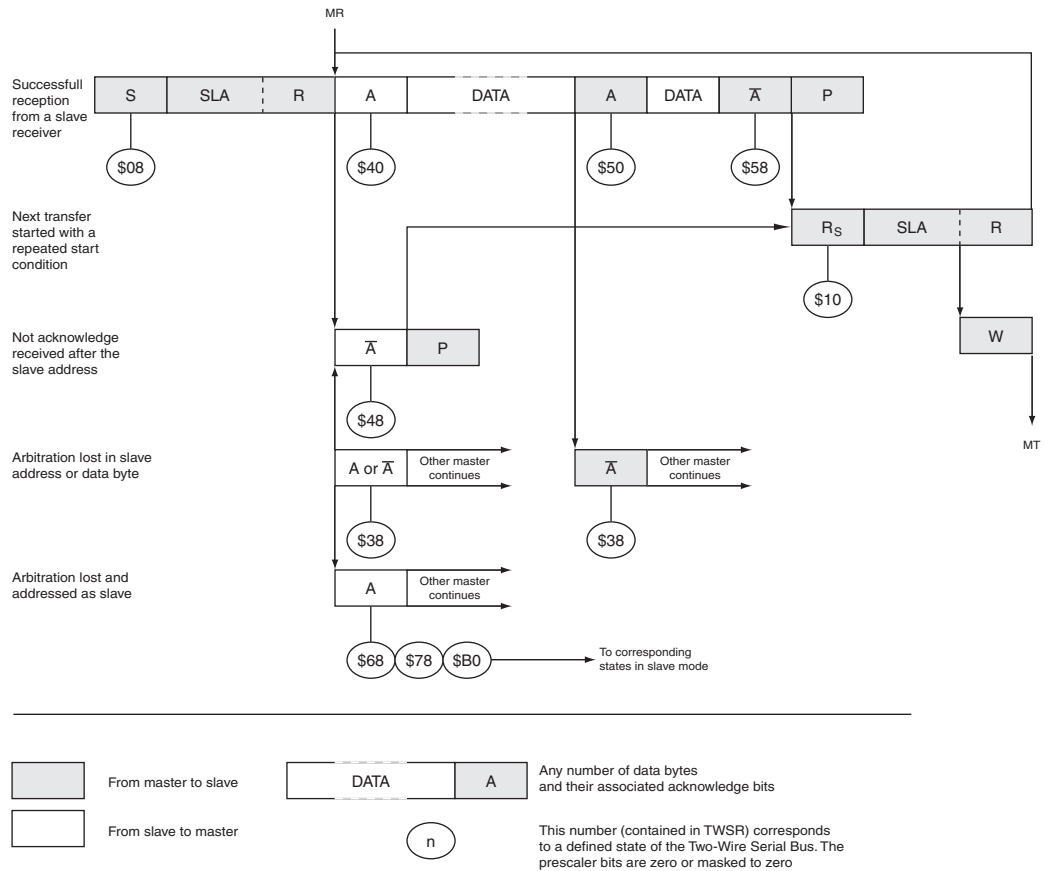 MR
Successfull
reception
from a slave
receiver
S SLA R A DATA A DATA A̅ P
$08 $40 $50 $58
Next transfer
started with a
repeated start
condition
RS SLA R
$10
Not acknowledge
received after the
slave address
A̅ P
W
$48
MT
Arbitration lost in slave
address or data byte
A or A̅ Other master
continues
A̅ Other master
continues
$38 $38
Arbitration lost and
addressed as slave
A Other master
continues
$68 $78 $B0 To corresponding
states in slave mode
From master to slave
DATA A
Any number of data bytes
and their associated acknowledge bits
From slave to master
n
This number (contained in TWSR) corresponds
to a defined state of the Two-Wire Serial Bus. The
prescaler bits are zero or masked to zero